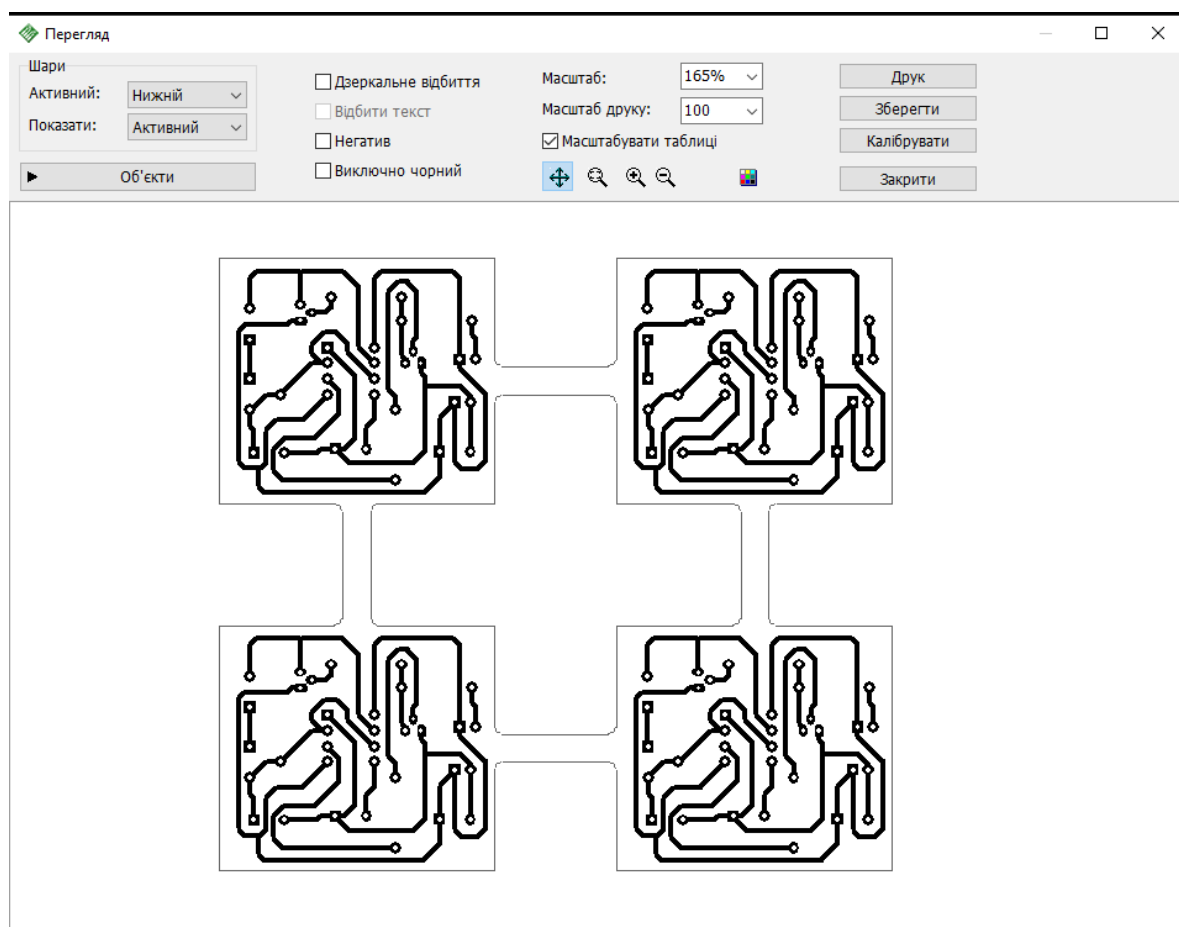 Перегляд
Шари
Активний: Нижній
Показати: Активний
Об'єкти
Дзеркальне відбиття
Відбити текст
Негатив
Виключно чорний
Масштаб: 165%
Масштаб друку: 100
Масштабувати таблиці
Друк
Зберегти
Калібрувати
Закрити